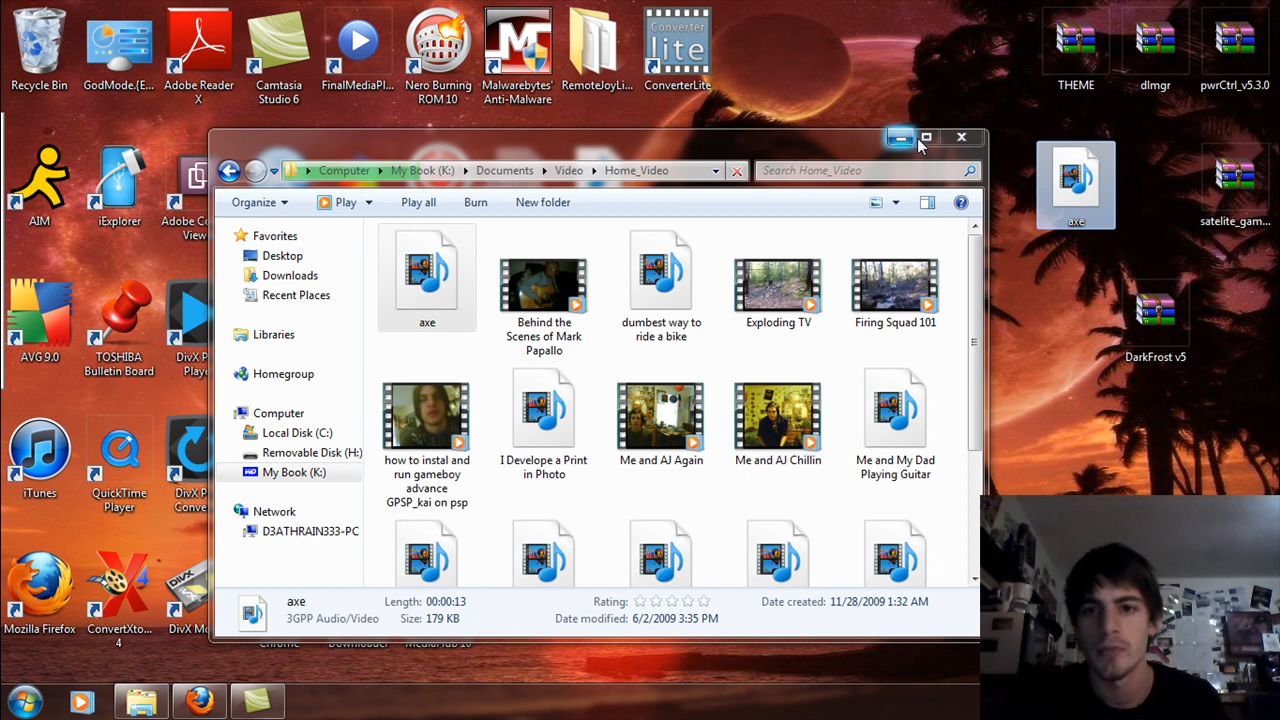 Recycle Bin
GodMode.{E...
Adobe Reader
X
Camtasia
Studio 6
FinalMediaPl...
Nero Burning
ROM 10
Malwarebytes'
Anti-Malware
RemoteJoyLi...
Converter
lite
ConverterLite
THEME
dlmgr
pwrCtrl_v5.3.0
AIM
iExplorer
Adobe Co
View
axe
satelite_gam...
AVG 9.0
TOSHIBA
Bulletin Board
DivX P
Playe
DarkFrost v5
iTunes
QuickTime
Player
DivX
Conve
Mozilla Firefox
ConvertXto...
4
DivX Mo
Computer
My Book (K:)
Documents
Video
Home_Video
Search Home_Video
Organize
Play
Play all
Burn
New folder
Favorites
Desktop
Downloads
Recent Places
Libraries
Homegroup
Computer
Local Disk (C:)
Removable Disk (H:)
My Book (K:)
Network
D3ATHRAIN333-PC
axe
Behind the
Scenes of Mark
Papallo
dumbest way to
ride a bike
Exploding TV
Firing Squad 101
how to instal and
run gameboy
advance
GPSP_kai on psp
I Develope a Print
in Photo
Me and AJ Again
Me and AJ Chillin
Me and My Dad
Playing Guitar
axe
3GPP Audio/Video
Length: 00:00:13
Size: 179 KB
Rating:
Date modified: 6/2/2009 3:35 PM
Date created: 11/28/2009 1:32 AM